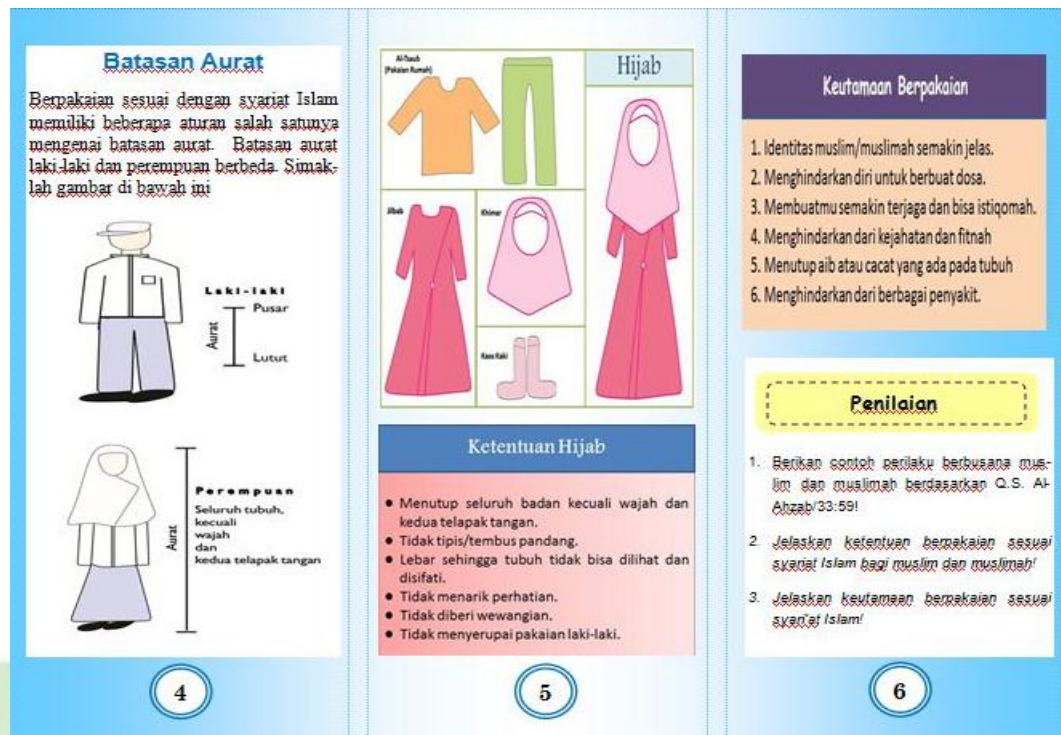 Batasan Aurat
Berpakaian sesuai dengan syariat Islam
memiliki beberapa aturan salah satunya
mengenai batasan aurat. Batasan aurat
laki-laki dan perempuan berbeda. Simak-
lah gambar di bawah ini
Laki-laki
Pusar
Aurat
Lutut
Perempuan
Seluruh tubuh,
kecuali
wajah
dan
kedua telapak tangan
Aurat
4
Al-Tsaub
(Pakaian Rumah)
Hijab
Jilbab
Khimar
Kaos Kaki
Ketentuan Hijab
● Menutup seluruh badan kecuali wajah dan
kedua telapak tangan.
● Tidak tipis/tembus pandang.
● Lebar sehingga tubuh tidak bisa dilihat dan
disifati.
● Tidak menarik perhatian.
● Tidak diberi wewangian.
● Tidak menyerupai pakaian laki-laki.
5
Keutamaan Berpakaian
1. Identitas muslim/muslimah semakin jelas.
2. Menghindarkan diri untuk berbuat dosa.
3. Membuatmu semakin terjaga dan bisa istiqomah.
4. Menghindarkan dari kejahatan dan fitnah
5. Menutup aib atau cacat yang ada pada tubuh
6. Menghindarkan dari berbagai penyakit.
Penilaian
1. Berikan contoh perilaku berbusana mus-
lim dan muslimah berdasarkan Q.S. Al-
Ahzab/33:59!
2. Jelaskan ketentuan berpakaian sesuai
syariat Islam bagi muslim dan muslimah!
3. Jelaskan keutamaan berpakaian sesuai
syari'at Islam!
6